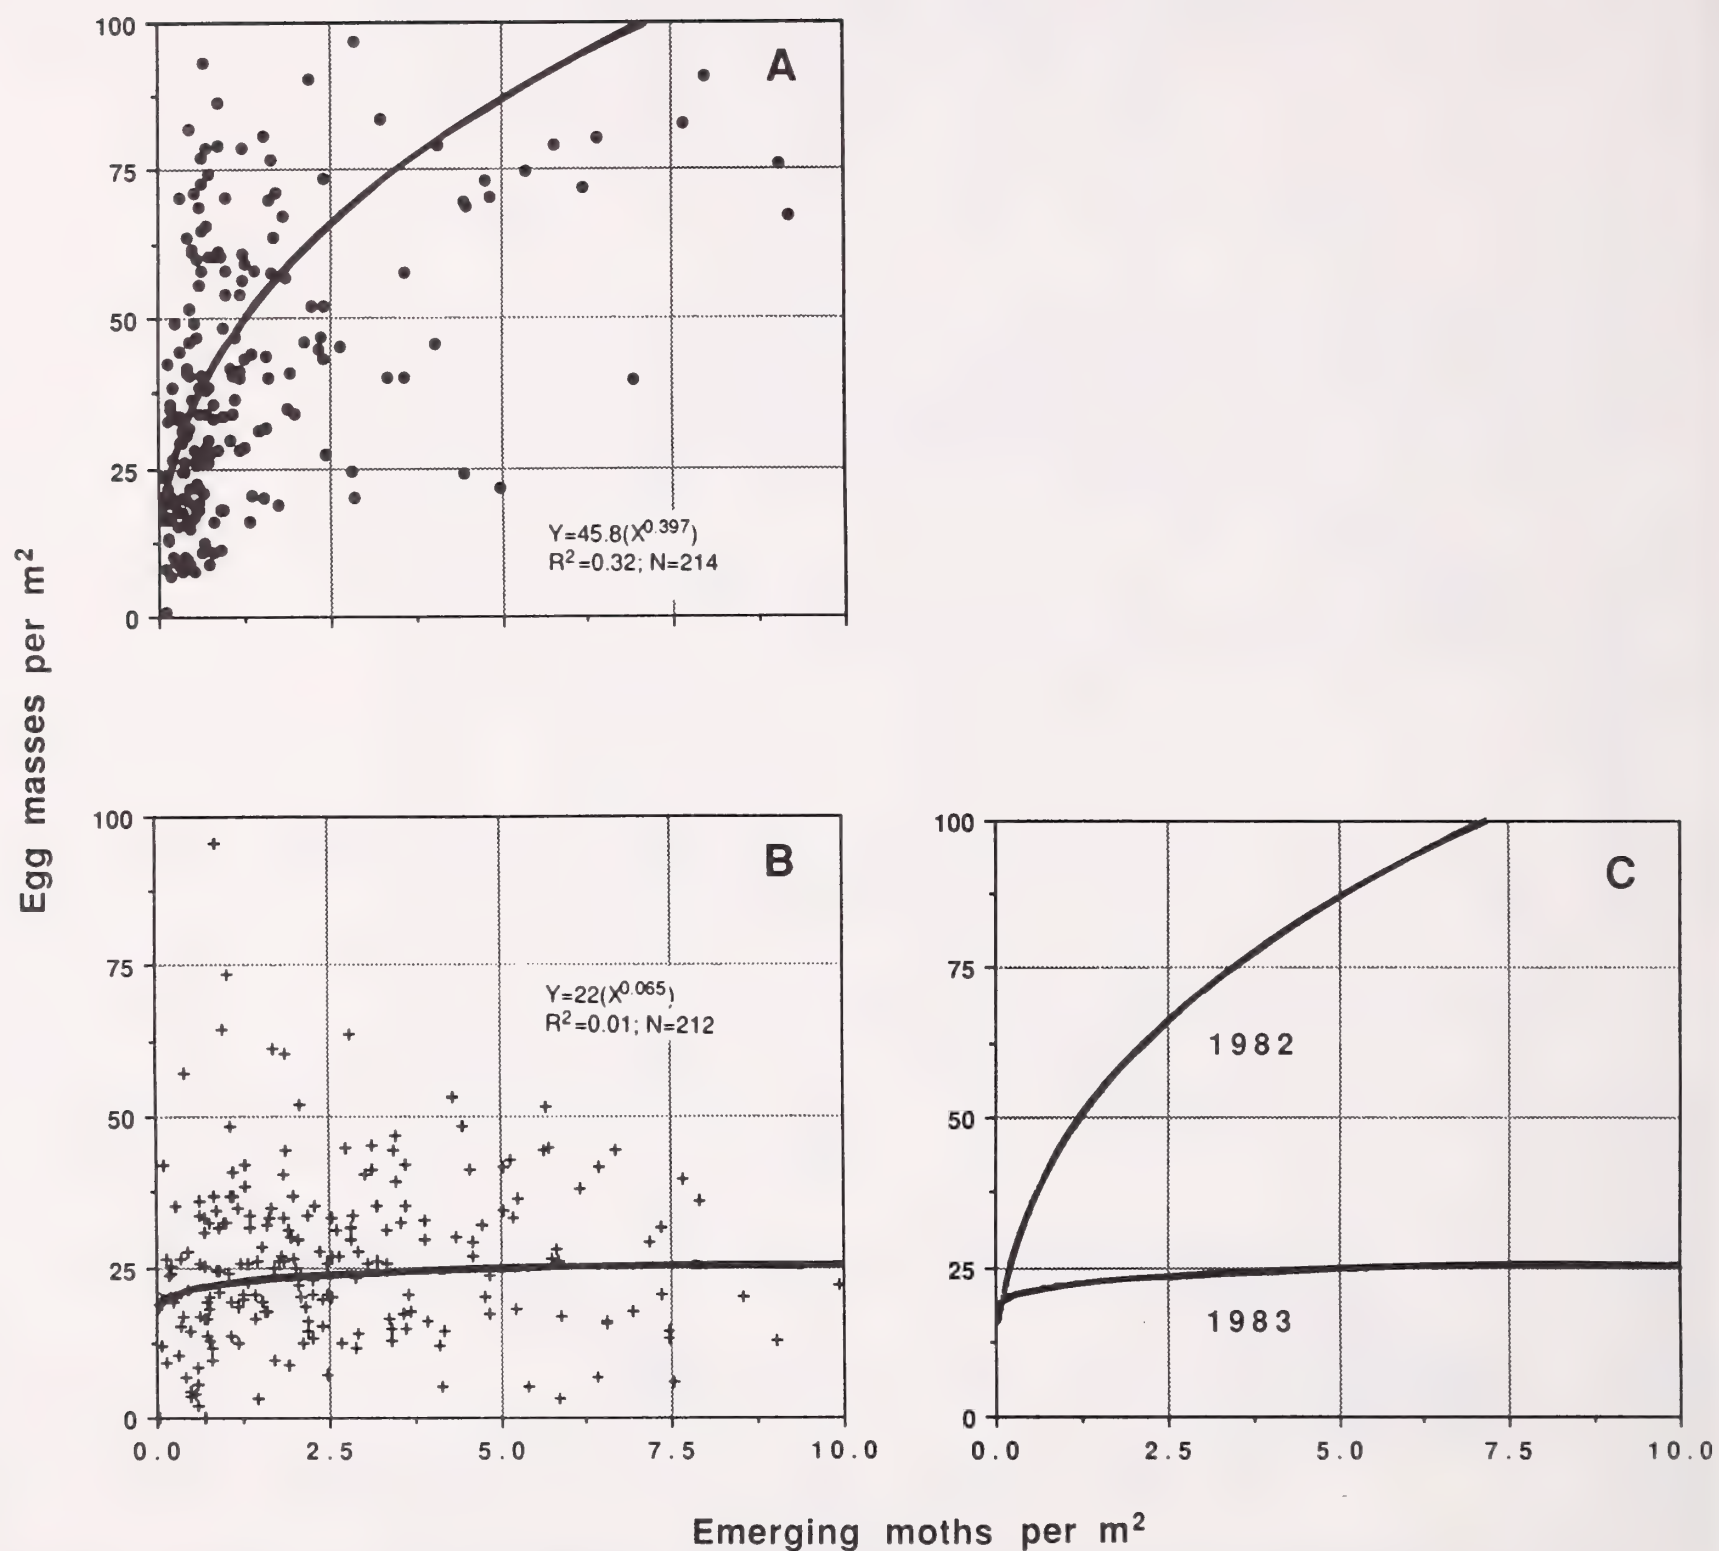 Egg masses per m²
A
100
75
50
25
0
Y=45.8(X^0.397)
R²=0.32; N=214
B
100
75
50
25
0
Y=22(X^0.065)
R²=0.01; N=212
0.0 2.5 5.0 7.5 10.0
C
100
75
50
25
0
1982
1983
0.0 2.5 5.0 7.5 10.0
Emerging moths per m²